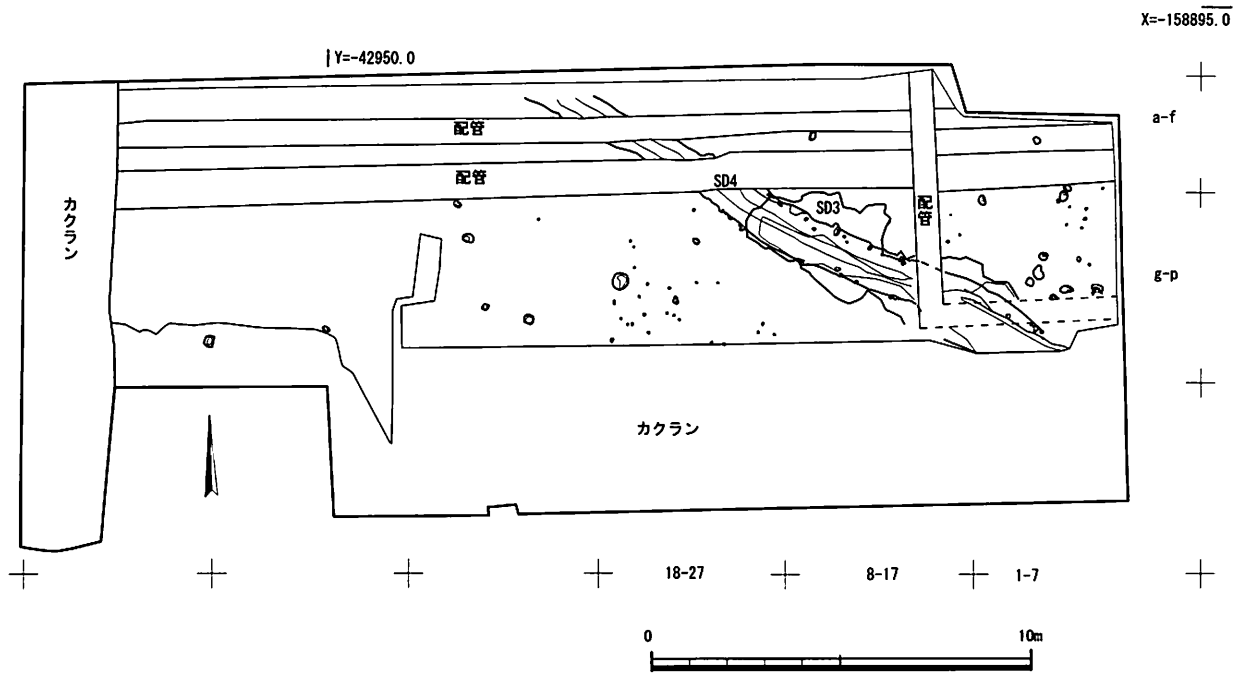 X=-158895.0
Y=-42950.0
a-f
配管
配管
SD4
カクラン
SD3
配管
g-p
カクラン
18-27
8-17
1-7
0
10m